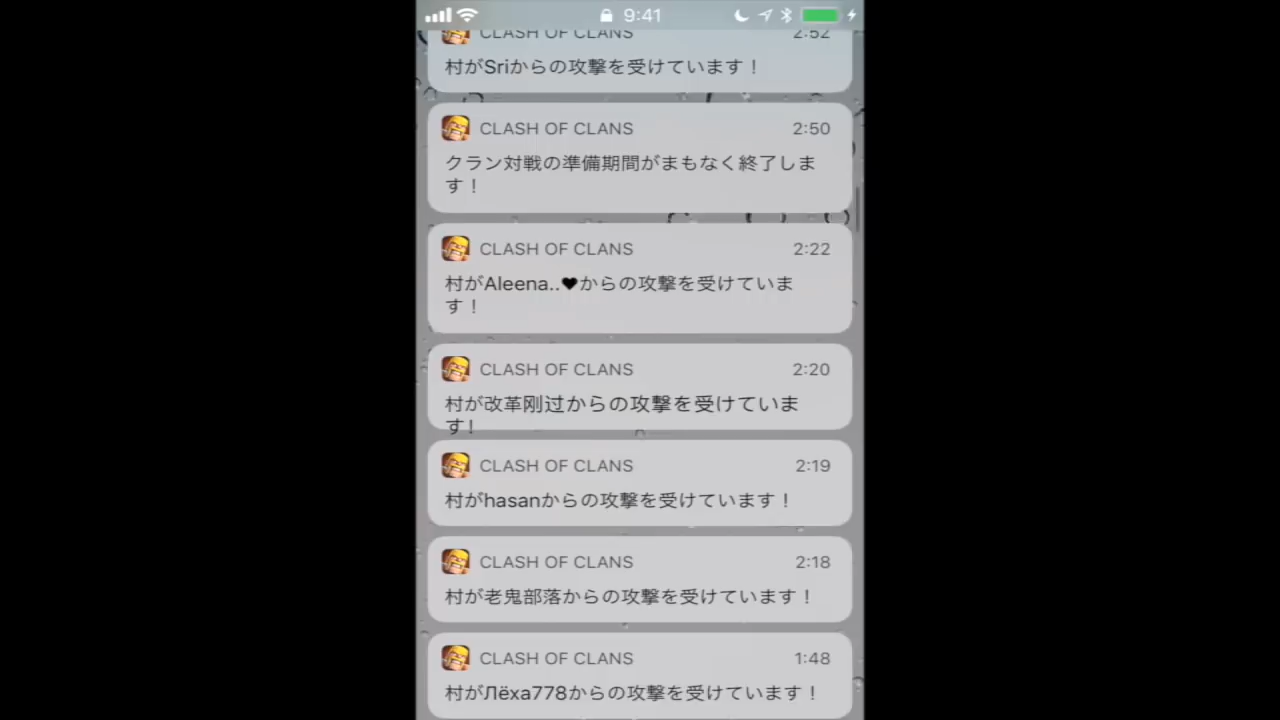 9:41
CLASH OF CLANS 2:52
村がSriからの攻撃を受けています！
CLASH OF CLANS 2:50
クラン対戦の準備期間がまもなく終了しま
す！
CLASH OF CLANS 2:22
村がAleena..❤からの攻撃を受けていま
す！
CLASH OF CLANS 2:20
村が改革刚过からの攻撃を受けていま
す！
CLASH OF CLANS 2:19
村がhasanからの攻撃を受けています！
CLASH OF CLANS 2:18
村が老鬼部落からの攻撃を受けています！
CLASH OF CLANS 1:48
村がЛёха778からの攻撃を受けています！